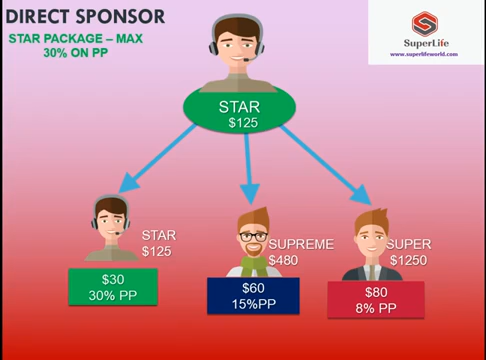 DIRECT SPONSOR
STAR PACKAGE – MAX
30% ON PP
SuperLife
www.superlifeworld.com
STAR
$125
STAR
$125
SUPREME
$480
SUPER
$1250
$30
30% PP
$60
15%PP
$80
8% PP